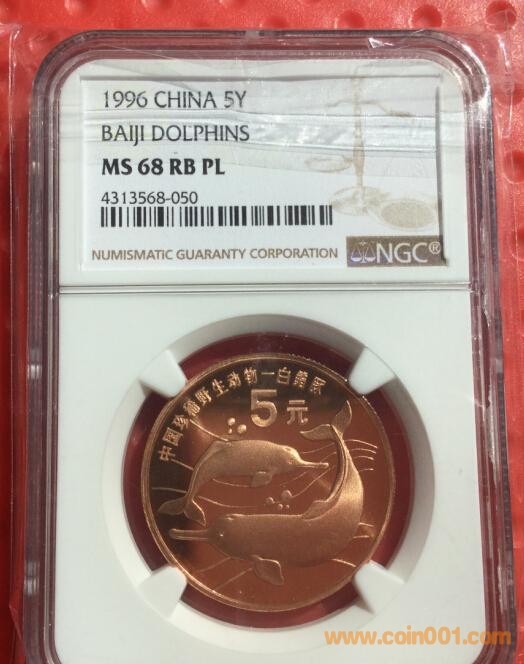 1996 CHINA 5Y
BAIJI DOLPHINS
MS 68 RB PL
4313568-050
NUMISMATIC GUARANTY CORPORATION NGC®
中国珍稀野生动物—白鱀豚
5元
www.coin001.com